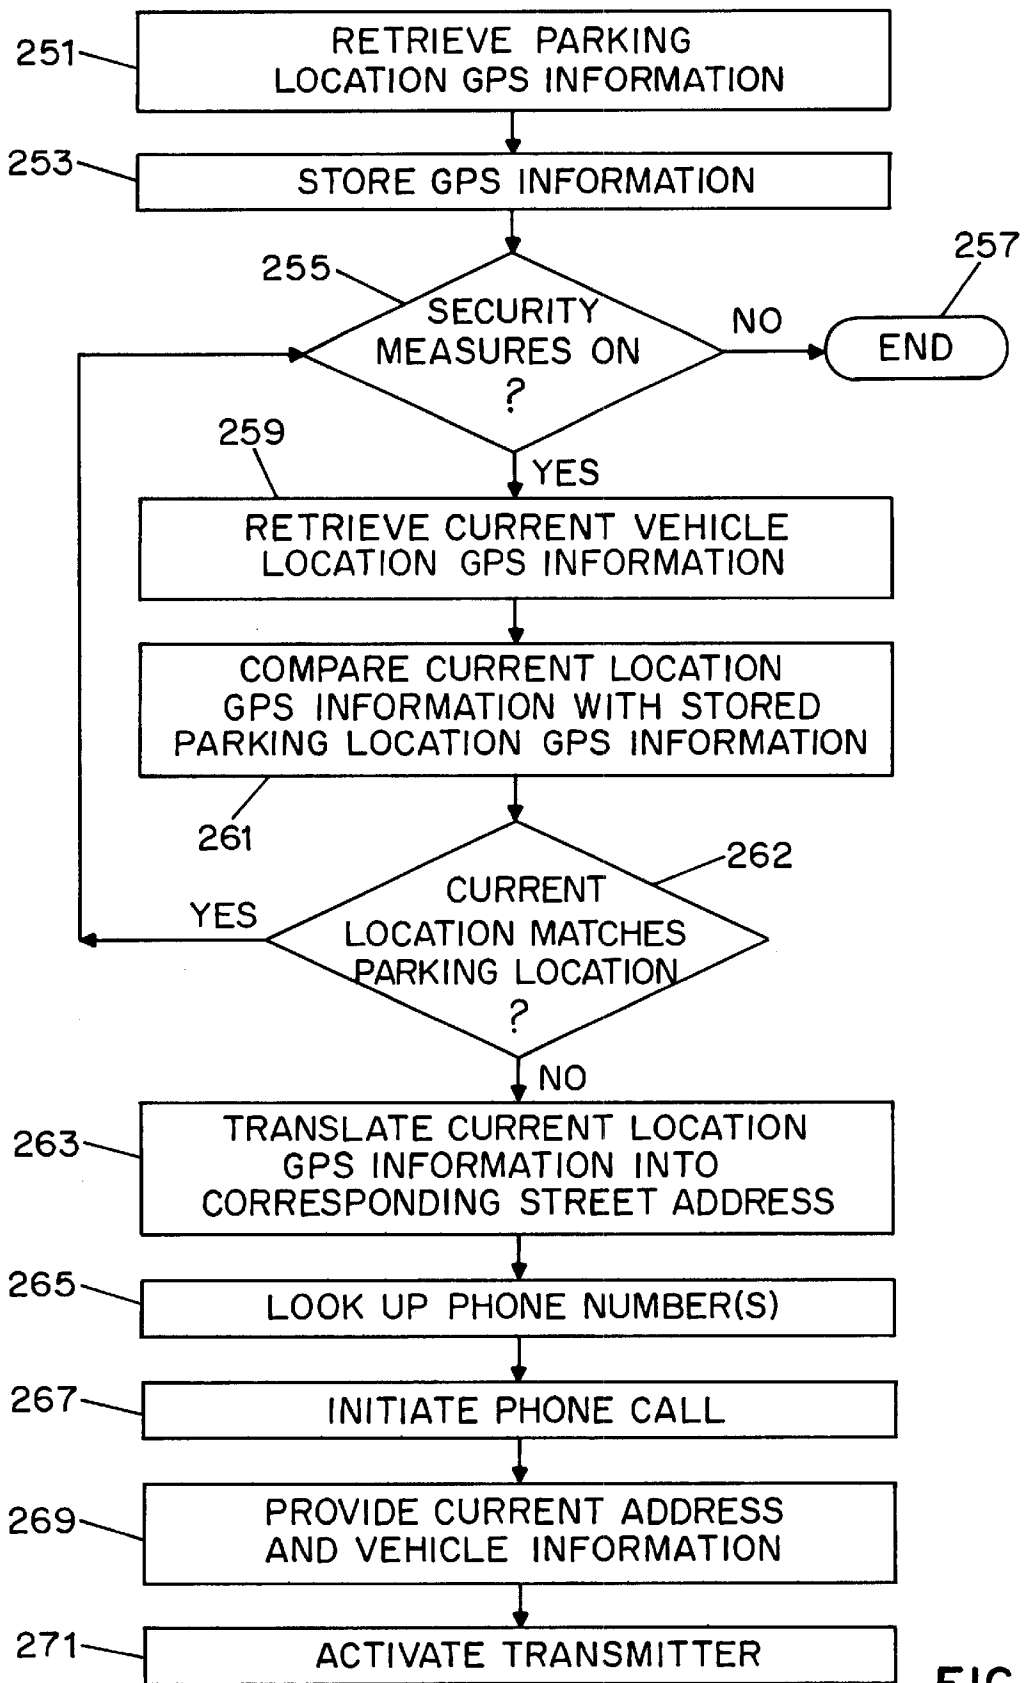 251
RETRIEVE PARKING
LOCATION GPS INFORMATION
253
STORE GPS INFORMATION
255
SECURITY
MEASURES ON
?
NO
257
END
YES
259
RETRIEVE CURRENT VEHICLE
LOCATION GPS INFORMATION
COMPARE CURRENT LOCATION
GPS INFORMATION WITH STORED
PARKING LOCATION GPS INFORMATION
261
262
CURRENT
LOCATION MATCHES
PARKING LOCATION
?
YES
NO
263
TRANSLATE CURRENT LOCATION
GPS INFORMATION INTO
CORRESPONDING STREET ADDRESS
265
LOOK UP PHONE NUMBER(S)
267
INITIATE PHONE CALL
269
PROVIDE CURRENT ADDRESS
AND VEHICLE INFORMATION
271
ACTIVATE TRANSMITTER